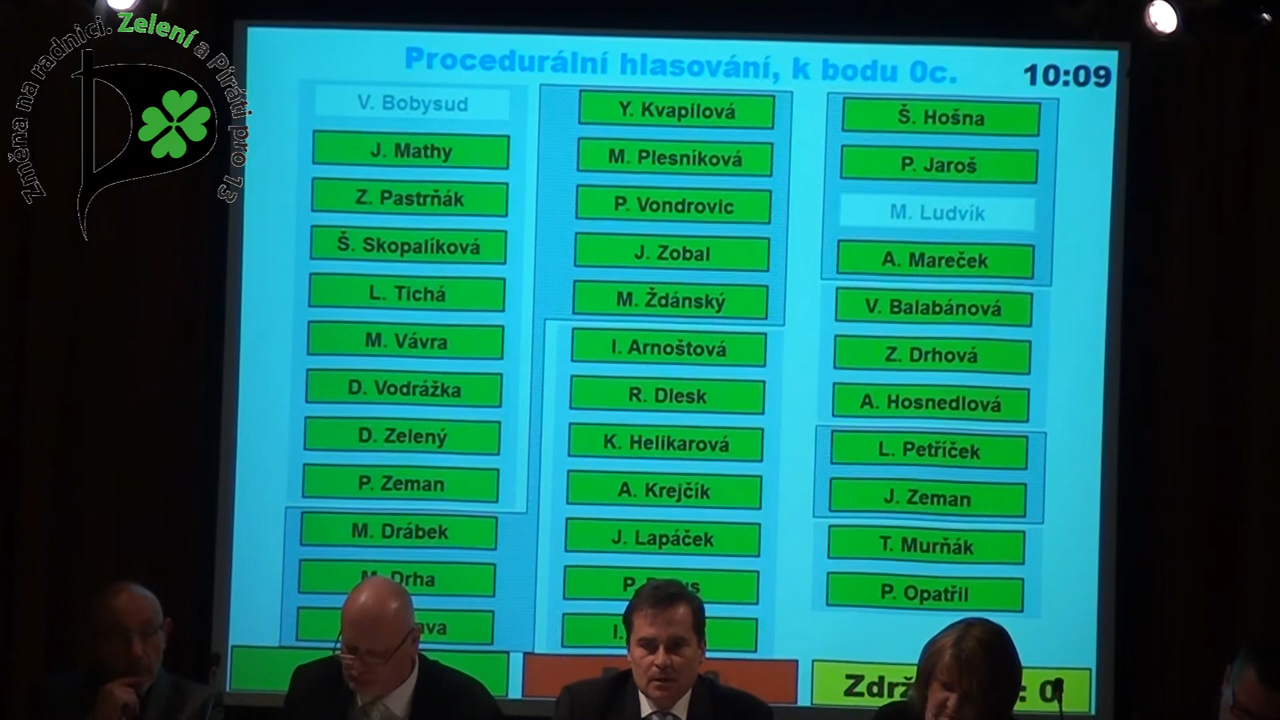 Změna na radnici. Zelení a Piráti pro 13
Procedurální hlasování, k bodu 0c.
10:09
V. Bobysud
J. Mathy
Z. Pastrňák
Š. Skopalíková
L. Tichá
M. Vávra
D. Vodrážka
D. Zelený
P. Zeman
M. Drábek
M. Drha
Y. Kvapilová
M. Plesníková
P. Vondrovic
J. Zobal
M. Ždánský
I. Arnoštová
R. Dlesk
K. Helikarová
A. Krejčík
J. Lapáček
P.
I.
Š. Hošna
P. Jaroš
M. Ludvík
A. Mareček
V. Balabánová
Z. Drhová
A. Hosnedlová
L. Petříček
J. Zeman
T. Murňák
P. Opatřil
: 0